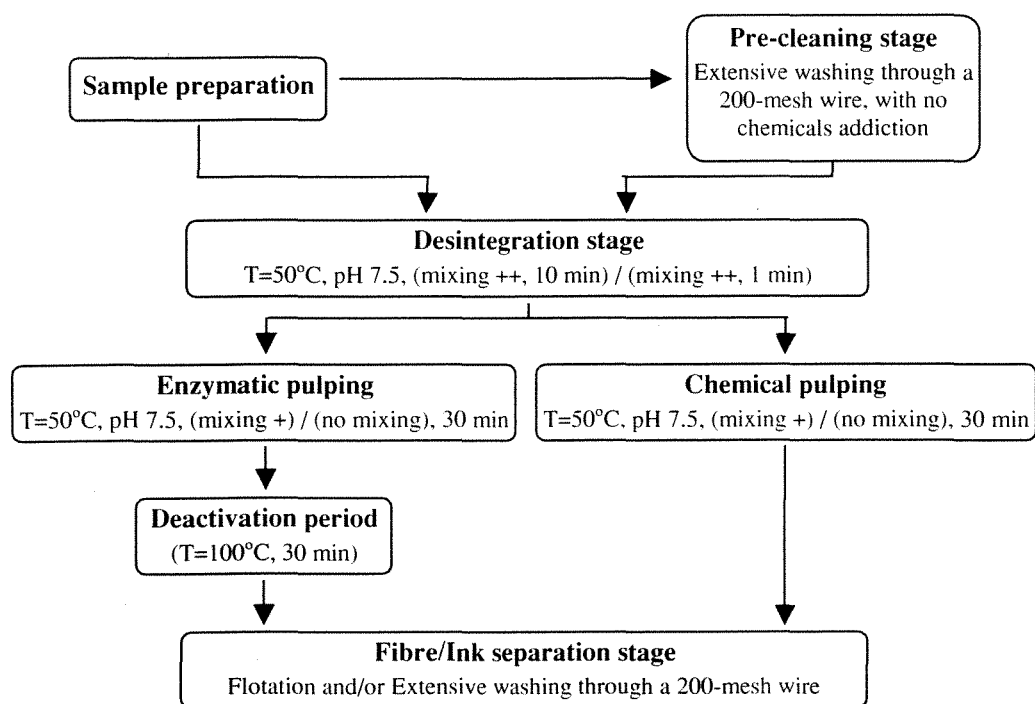 Sample preparation
Pre-cleaning stage
Extensive washing through a
200-mesh wire, with no
chemicals addiction
Desintegration stage
T=50°C, pH 7.5, (mixing ++, 10 min) / (mixing ++, 1 min)
Enzymatic pulping
T=50°C, pH 7.5, (mixing +) / (no mixing), 30 min
Chemical pulping
T=50°C, pH 7.5, (mixing +) / (no mixing), 30 min
Deactivation period
(T=100°C, 30 min)
Fibre/Ink separation stage
Flotation and/or Extensive washing through a 200-mesh wire